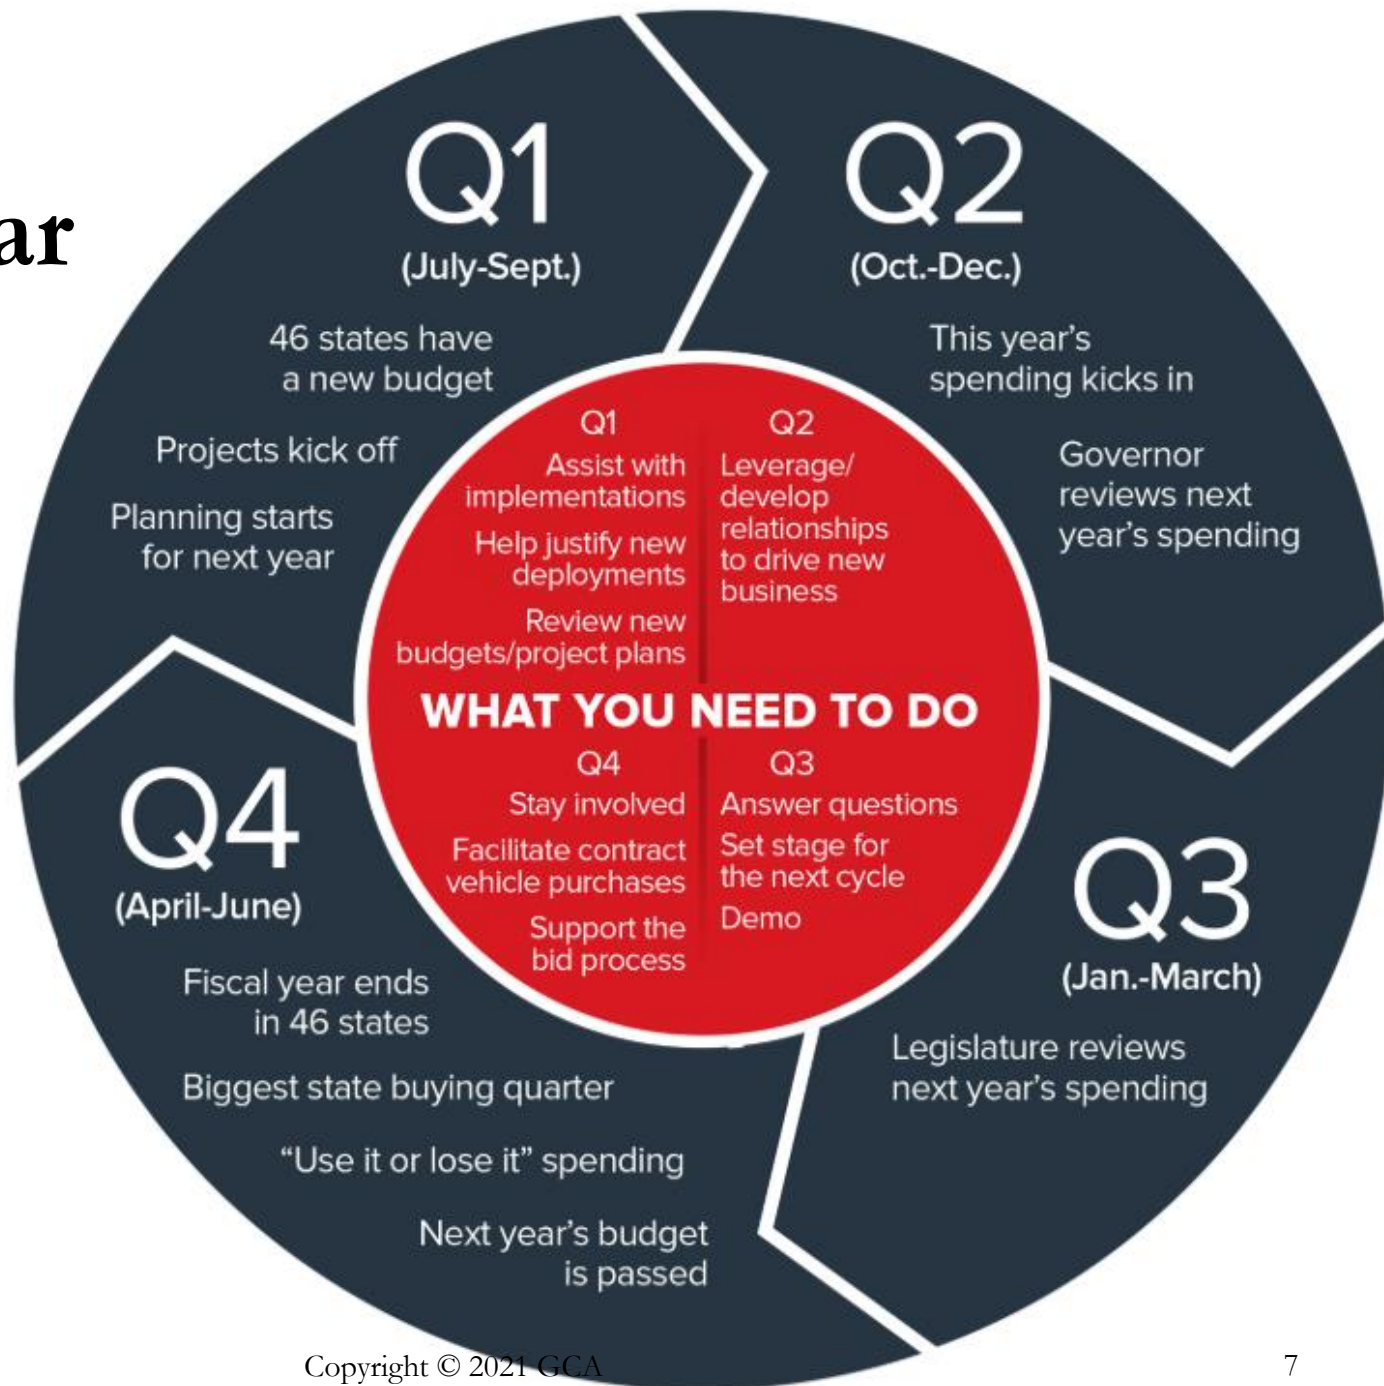 ar
Q1
(July-Sept.)
46 states have
a new budget
Projects kick off
Planning starts
for next year
Q2
(Oct.-Dec.)
This year's
spending kicks in
Governor
reviews next
year's spending
Q3
(Jan.-March)
Legislature reviews
next year's spending
Q4
(April-June)
Fiscal year ends
in 46 states
Biggest state buying quarter
“Use it or lose it” spending
Next year's budget
is passed
Q1
Assist with
implementations
Help justify new
deployments
Review new
budgets/project plans
Q2
Leverage/
develop
relationships
to drive new
business
WHAT YOU NEED TO DO
Q4
Stay involved
Facilitate contract
vehicle purchases
Support the
bid process
Q3
Answer questions
Set stage for
the next cycle
Demo
Copyright © 2021 GCA
7